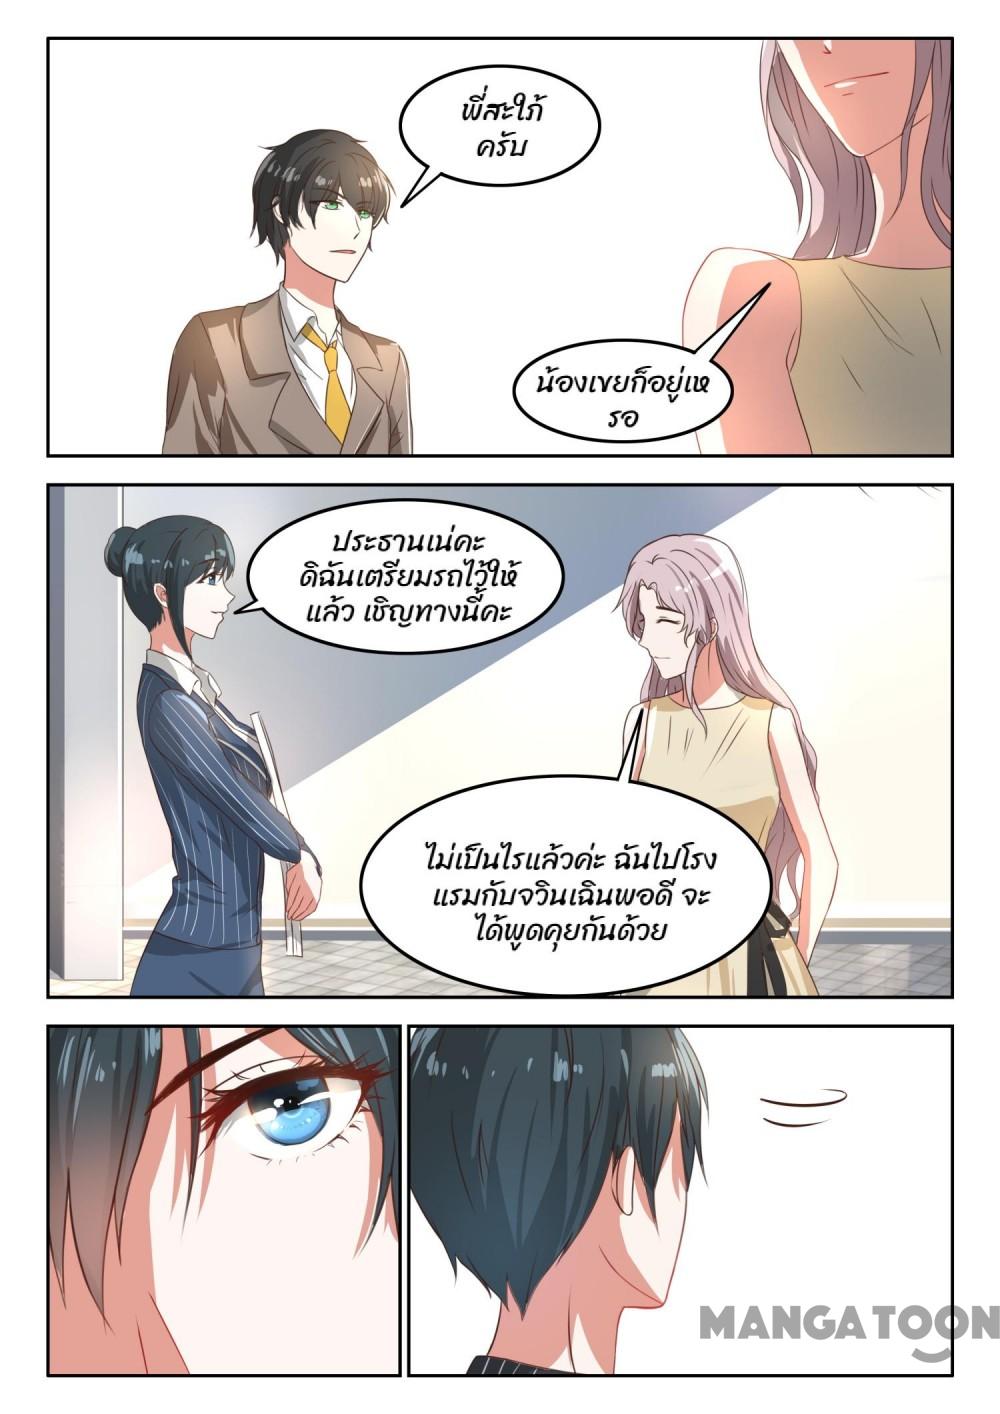 พี่สะใภ้
ครับ
น้องเขยก็อยู่เห
รอ
ประธานเน่คะ
ดิฉันเตรียมรถไว้ให้
แล้ว เชิญทางนี้คะ
ไม่เป็นไรแล้วค่ะ ฉันไปโรง
แรมกับจวินเฉินพอดี จะ
ได้พูดคุยกันด้วย
MANGATOON